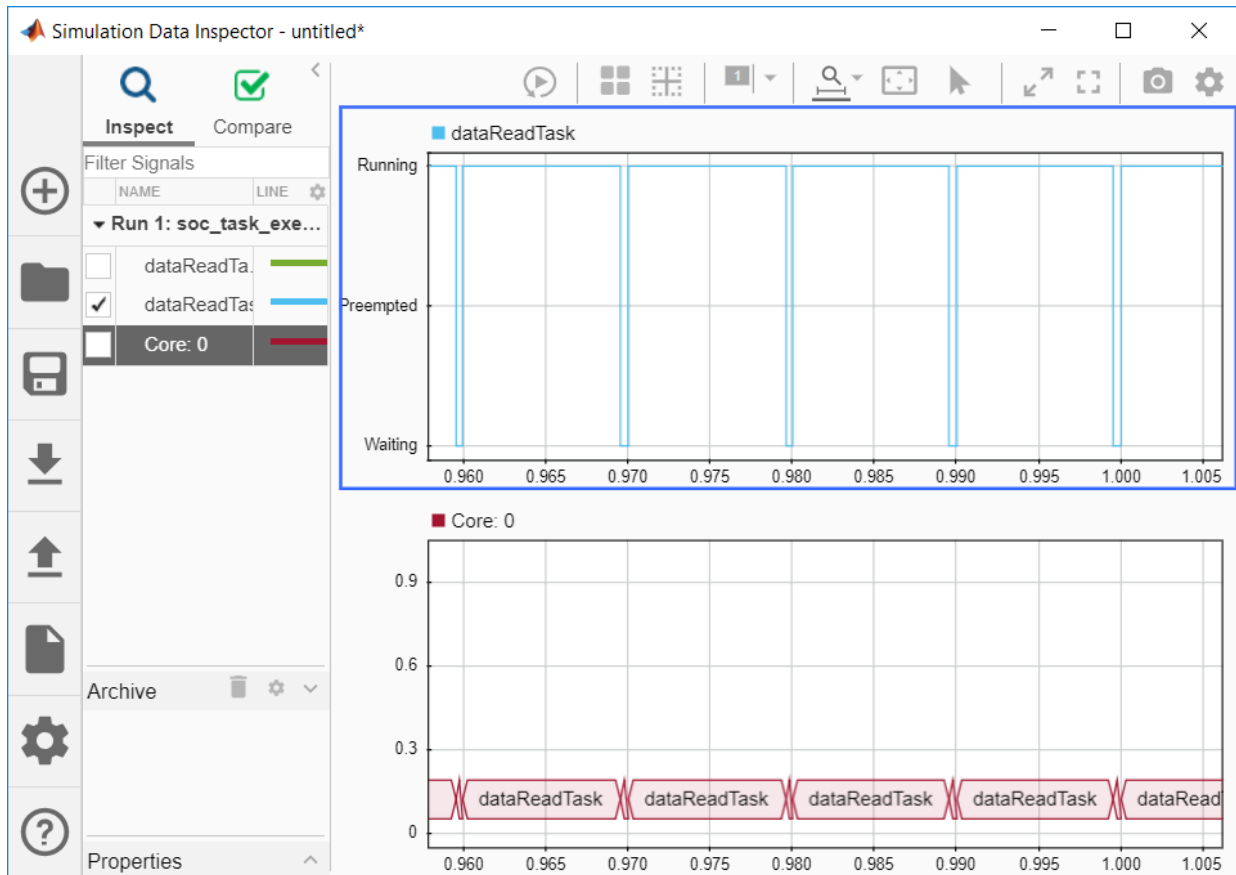 Simulation Data Inspector - untitled*
Inspect Compare
Filter Signals
NAME LINE
Run 1: soc_task_exe...
dataReadTa.
dataReadTas
Core: 0
Archive
Properties
1
dataReadTask
Running
Preempted
Waiting
0.960 0.965 0.970 0.975 0.980 0.985 0.990 0.995 1.000 1.005
Core: 0
0.9
0.6
0.3
0
dataReadTask dataReadTask dataReadTask dataReadTask dataReadT
0.960 0.965 0.970 0.975 0.980 0.985 0.990 0.995 1.000 1.005